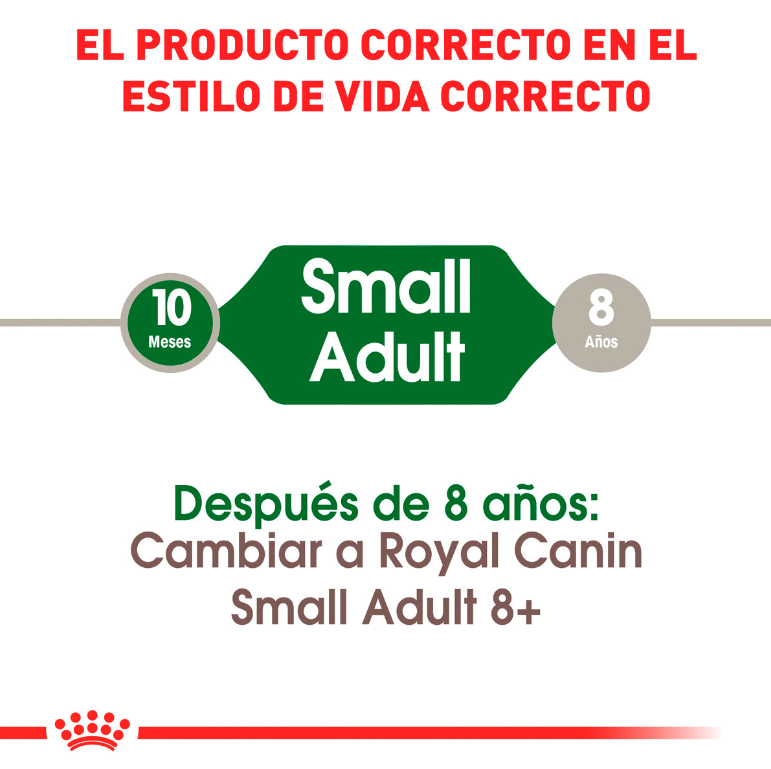 EL PRODUCTO CORRECTO EN EL
ESTILO DE VIDA CORRECTO
10
Meses
Small
Adult
8
Años
Después de 8 años:
Cambiar a Royal Canin
Small Adult 8+